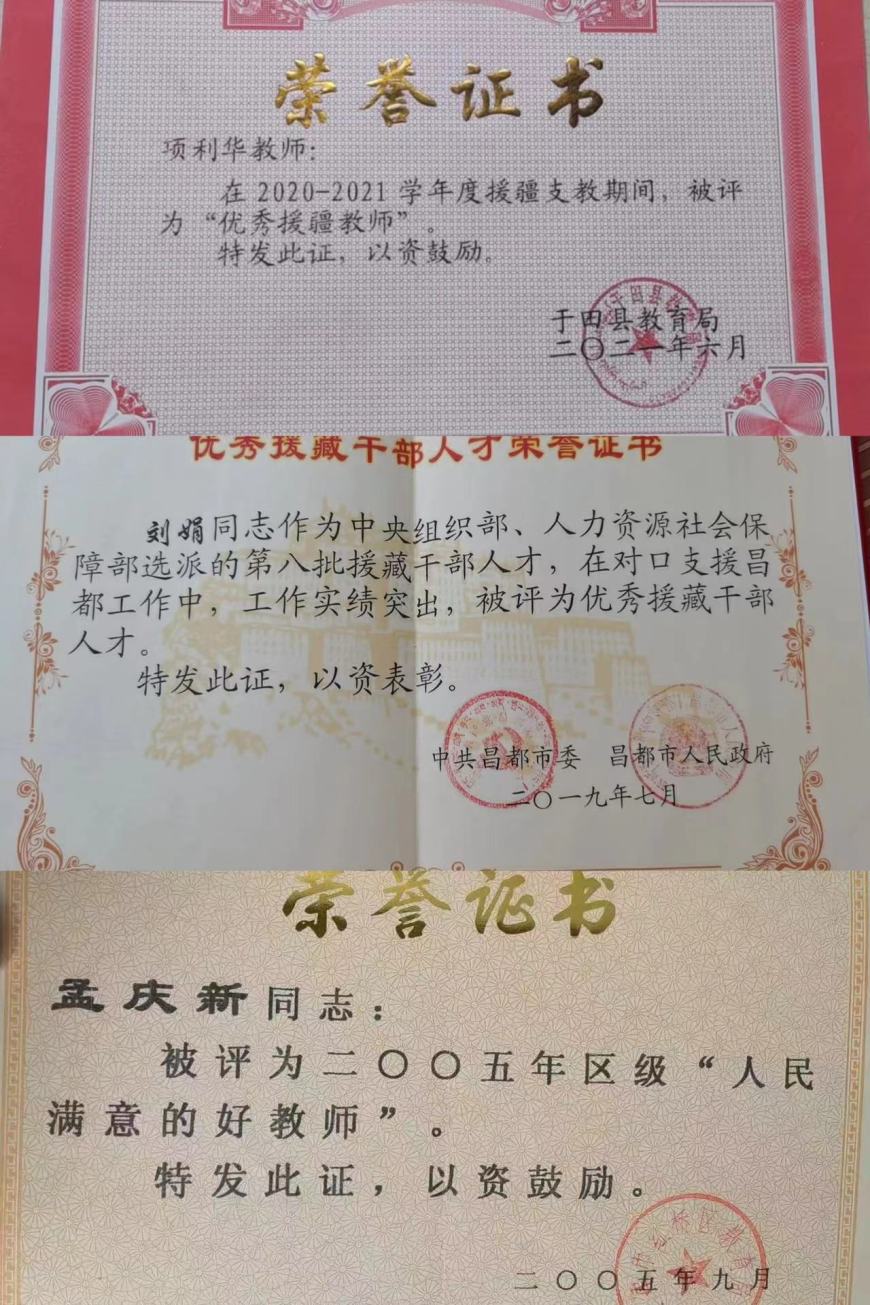 荣誉证书
项利华教师：
在 2020-2021 学年度援疆支教期间，被评
为“优秀援疆教师”。
特发此证，以资鼓励。
于田县教育局
二〇二一年六月
优秀援藏干部人才荣誉证书
刘娟同志作为中央组织部、人力资源社会保
障部选派的第八批援藏干部人才，在对口支援昌
都工作中，工作实绩突出，被评为优秀援藏干部
人才。
特发此证，以资表彰。
中共昌都市委 昌都市人民政府
二〇一九年七月
荣誉证书
孟庆新同志：
被评为二〇〇五年区级“人民
满意的好教师”。
特发此证，以资鼓励。
二〇〇五年九月